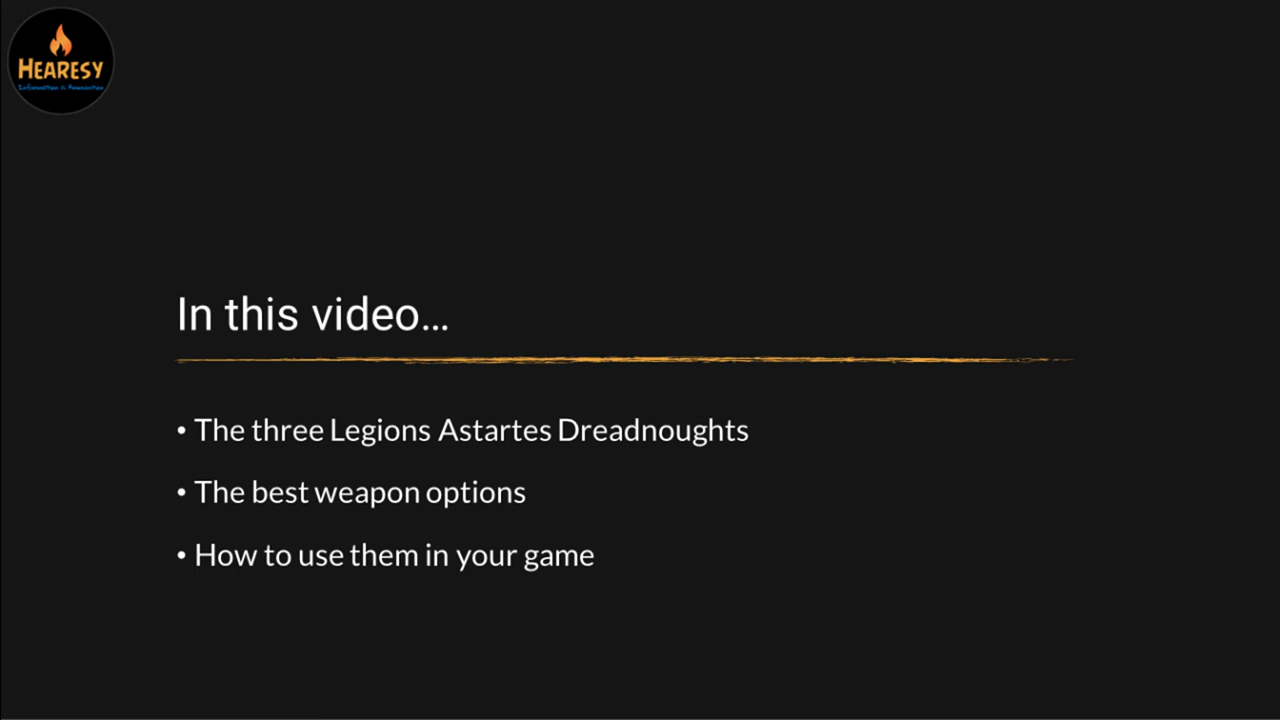 HEARESY
In this video...
• The three Legions Astartes Dreadnoughts
• The best weapon options
• How to use them in your game